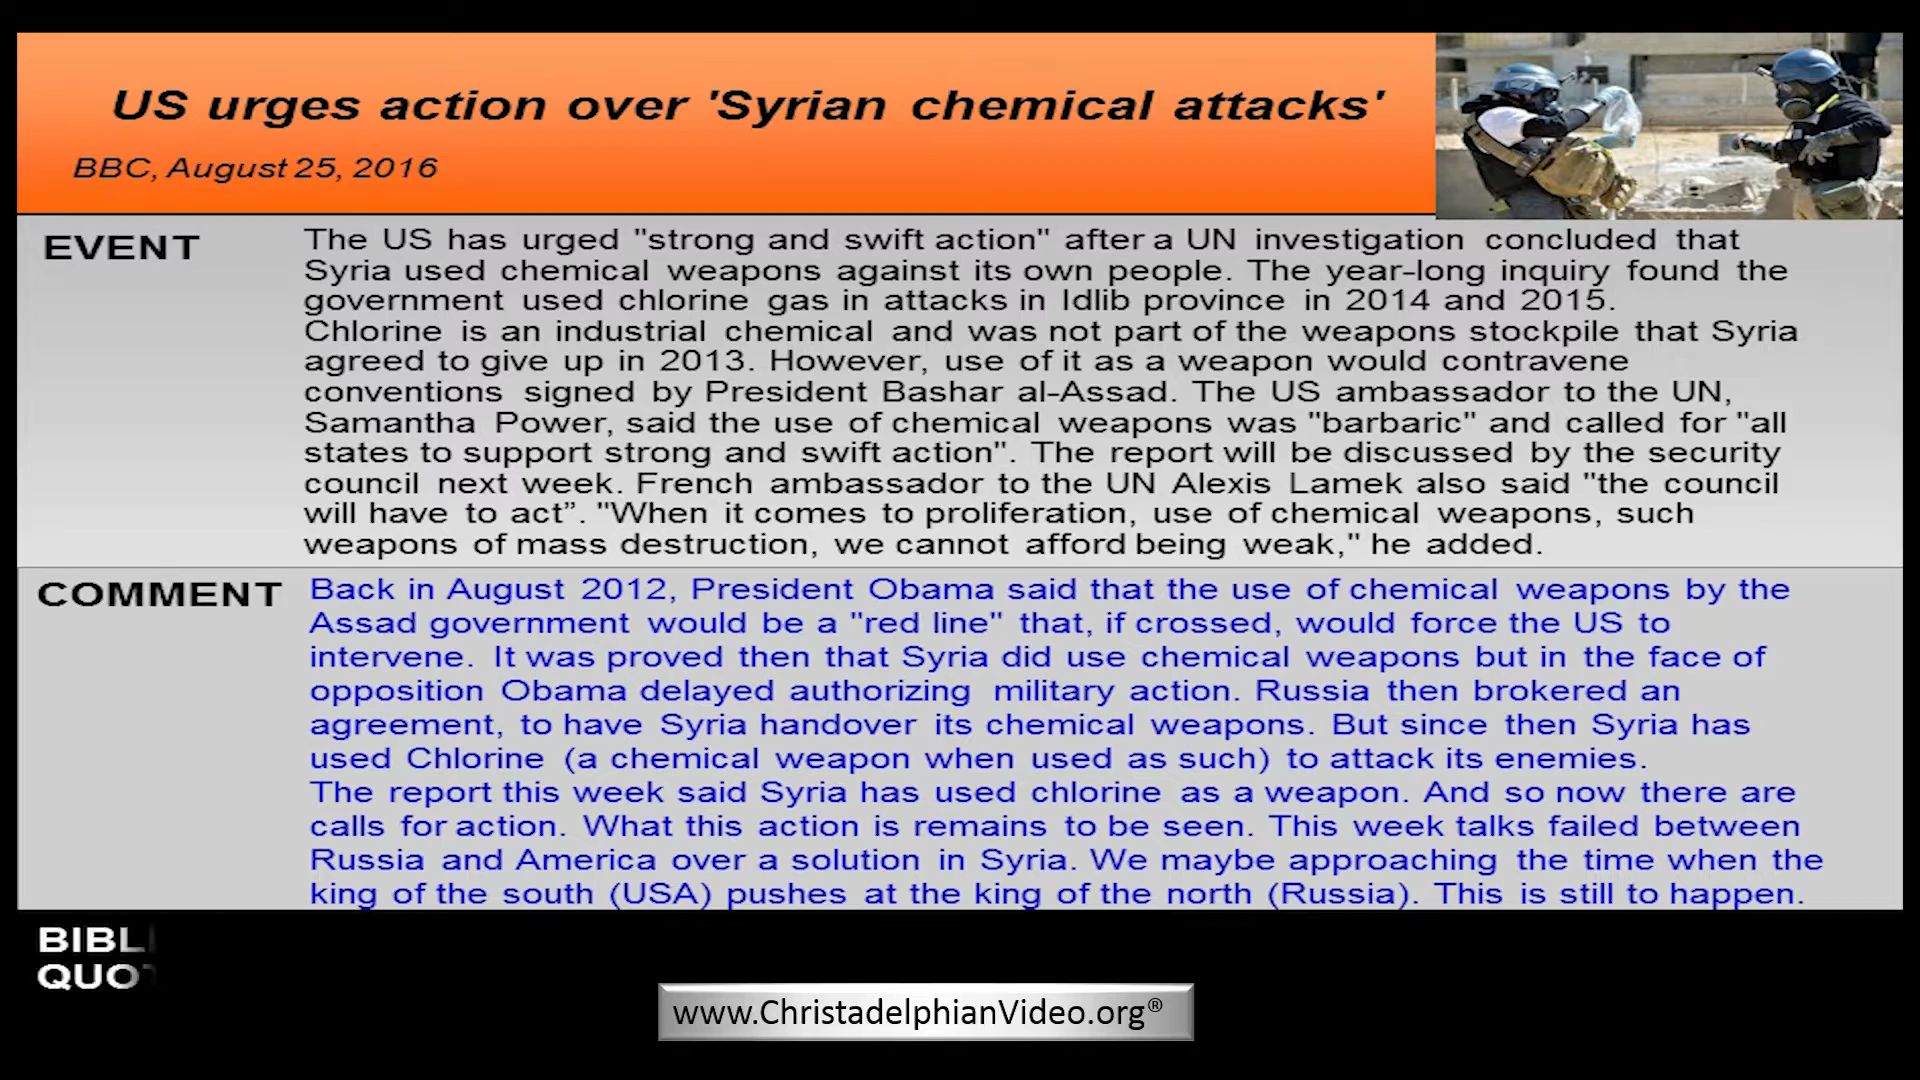 US urges action over 'Syrian chemical attacks'
BBC, August 25, 2016
EVENT
The US has urged "strong and swift action" after a UN investigation concluded that
Syria used chemical weapons against its own people. The year-long inquiry found the
government used chlorine gas in attacks in Idlib province in 2014 and 2015.
Chlorine is an industrial chemical and was not part of the weapons stockpile that Syria
agreed to give up in 2013. However, use of it as a weapon would contravene
conventions signed by President Bashar al-Assad. The US ambassador to the UN,
Samantha Power, said the use of chemical weapons was "barbaric" and called for "all
states to support strong and swift action". The report will be discussed by the security
council next week. French ambassador to the UN Alexis Lamek also said "the council
will have to act”. "When it comes to proliferation, use of chemical weapons, such
weapons of mass destruction, we cannot afford being weak," he added.
COMMENT
Back in August 2012, President Obama said that the use of chemical weapons by the
Assad government would be a "red line" that, if crossed, would force the US to
intervene. It was proved then that Syria did use chemical weapons but in the face of
opposition Obama delayed authorizing military action. Russia then brokered an
agreement, to have Syria handover its chemical weapons. But since then Syria has
used Chlorine (a chemical weapon when used as such) to attack its enemies.
The report this week said Syria has used chlorine as a weapon. And so now there are
calls for action. What this action is remains to be seen. This week talks failed between
Russia and America over a solution in Syria. We maybe approaching the time when the
king of the south (USA) pushes at the king of the north (Russia). This is still to happen.
BIBL
QUO
www.ChristadelphianVideo.org®